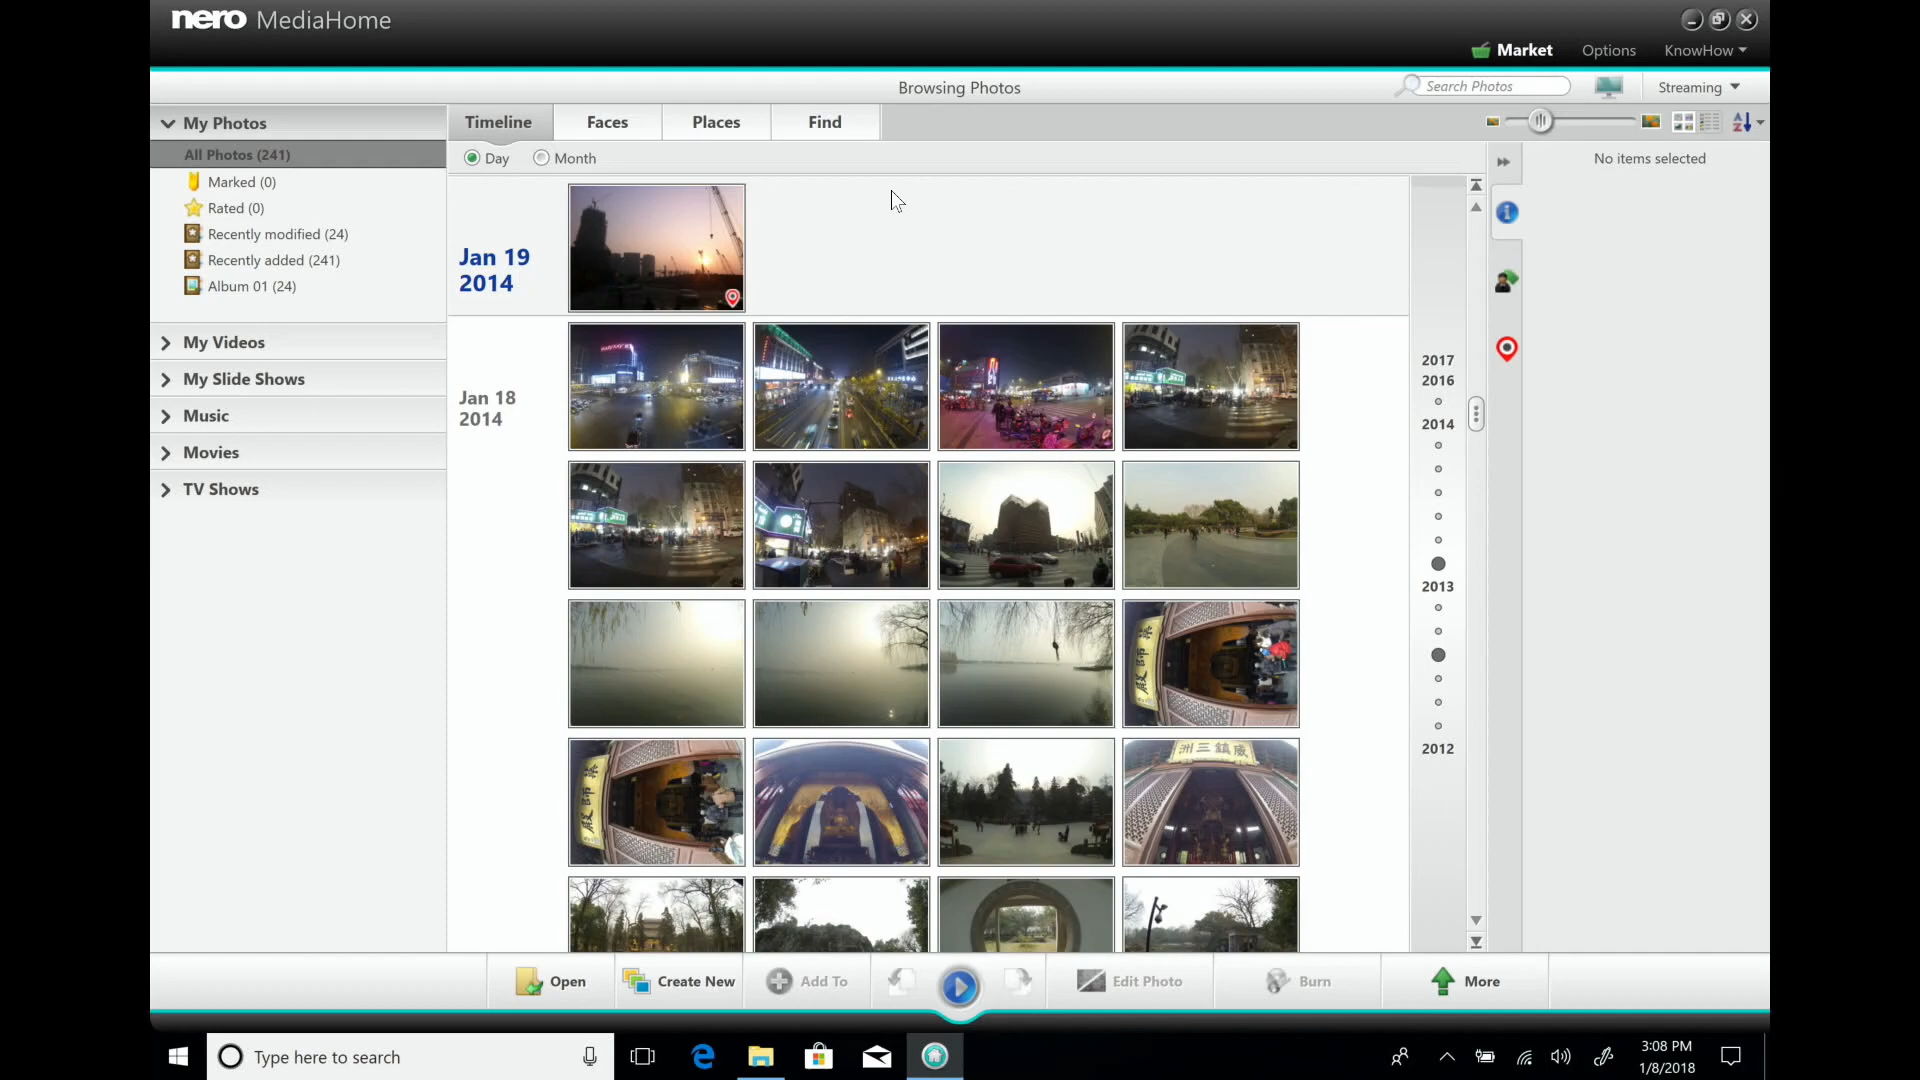 nero MediaHome
Market Options KnowHow
Browsing Photos
Search Photos
Streaming
My Photos
All Photos (241)
Marked (0)
Rated (0)
Recently modified (24)
Recently added (241)
Album 01 (24)
My Videos
My Slide Shows
Music
Movies
TV Shows
Timeline Faces Places Find
Day Month
No items selected
Jan 19
2014
Jan 18
2014
2017
2016
2014
2013
2012
Open Create New Add To Edit Photo Burn More
Type here to search
3:08 PM
1/8/2018